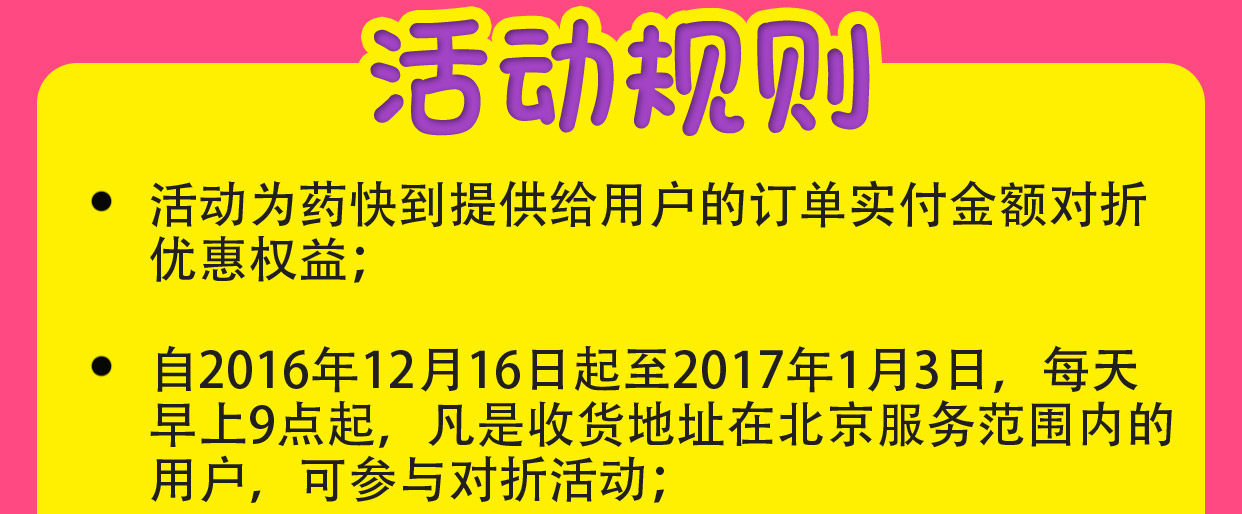 活动规则
● 活动为药快到提供给用户的订单实付金额对折
优惠权益；
● 自2016年12月16日起至2017年1月3日，每天
早上9点起，凡是收货地址在北京服务范围内的
用户，可参与对折活动；